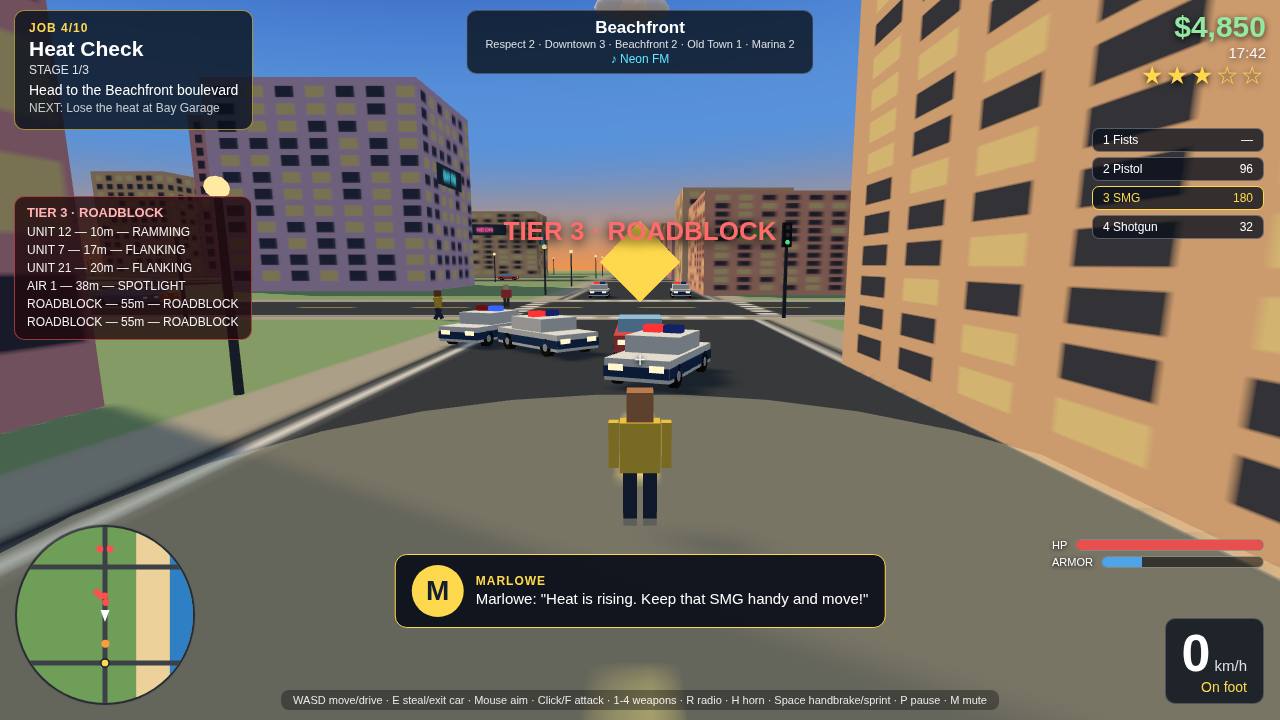 JOB 4/10
Heat Check
STAGE 1/3
Head to the Beachfront boulevard
NEXT: Lose the heat at Bay Garage
Beachfront
Respect 2 · Downtown 3 · Beachfront 2 · Old Town 1 · Marina 2
♪ Neon FM
$4,850
17:42
★★★☆☆
1 Fists —
2 Pistol 96
3 SMG 180
4 Shotgun 32
TIER 3 · ROADBLOCK
UNIT 12 — 10m — RAMMING
UNIT 7 — 17m — FLANKING
UNIT 21 — 20m — FLANKING
AIR 1 — 38m — SPOTLIGHT
ROADBLOCK — 55m — ROADBLOCK
ROADBLOCK — 55m — ROADBLOCK
TIER 3 · ROADBLOCK
NEON
HP
ARMOR
M
MARLOWE
Marlowe: "Heat is rising. Keep that SMG handy and move!"
0 km/h
On foot
WASD move/drive · E steal/exit car · Mouse aim · Click/F attack · 1-4 weapons · R radio · H horn · Space handbrake/sprint · P pause · M mute